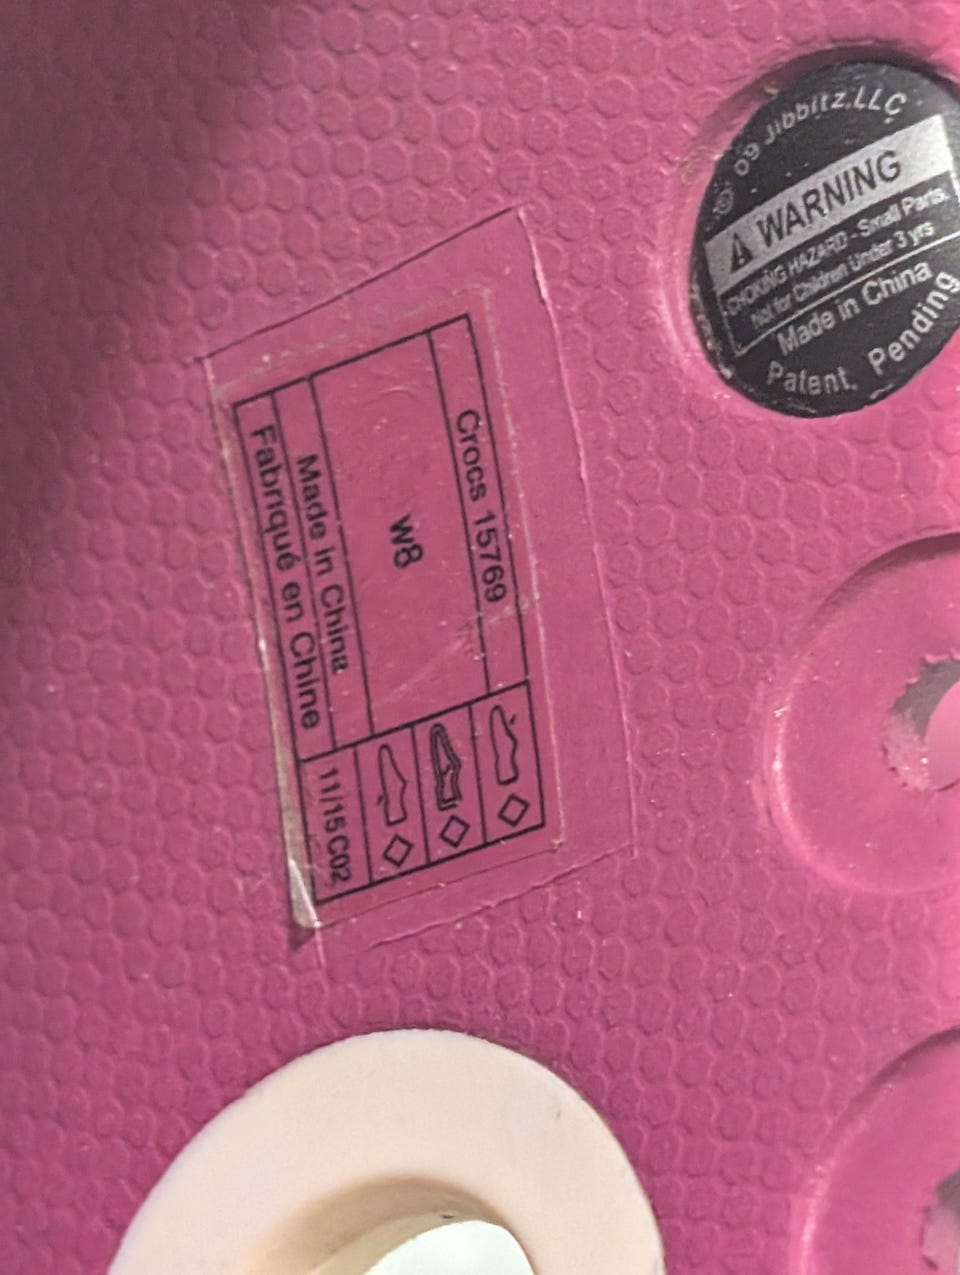 Crocs 15769
W8
Made in China
Fabriqué en Chine
11/15 C02
© 09 Jibbitz, LLC
WARNING
CHOKING HAZARD - Small Parts.
Not for Children Under 3 yrs
Made in China
Patent Pending